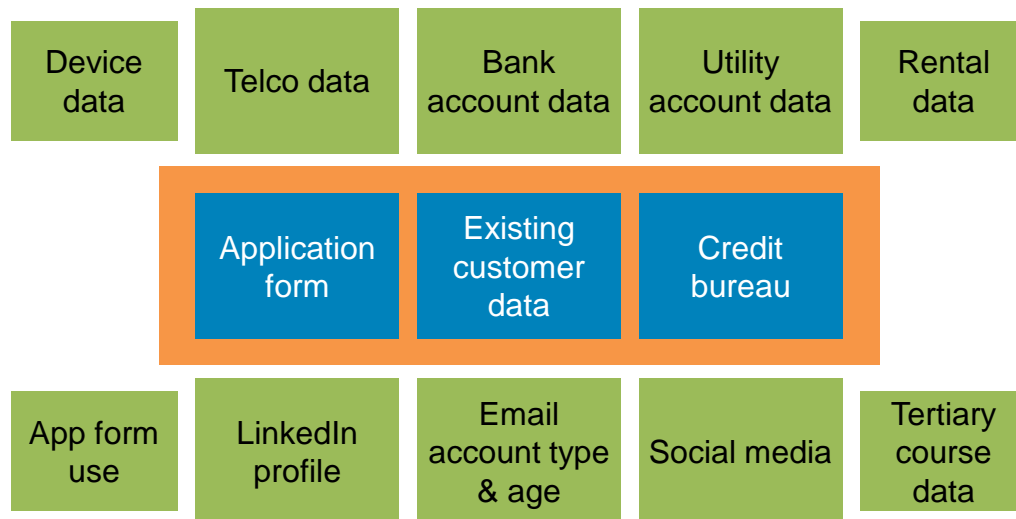 Device
data
Telco data
Bank
account data
Utility
account data
Rental
data
Application
form
Existing
customer
data
Credit
bureau
App form
use
LinkedIn
profile
Email
account type
& age
Social media
Tertiary
course
data